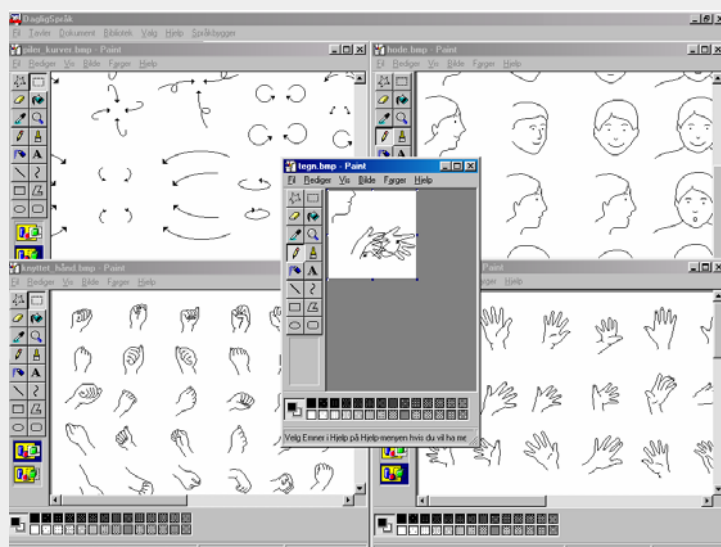 DagligSpråk
Fil Tavler Dokument Bibliotek Valg Hjelp Språkbygger
piler_kurver.bmp - Paint
Fil Rediger Vis Bilde Farger Hjelp
hode.bmp - Paint
Fil Rediger Vis Bilde Farger Hjelp
tegn.bmp - Paint
Fil Rediger Vis Bilde Farger Hjelp
knyttet_hånd.bmp - Paint
Fil Rediger Vis Bilde Farger Hjelp
Paint
Farger Hjelp
Velg Emner i Hjelp på Hjelp-menyen hvis du vil ha me